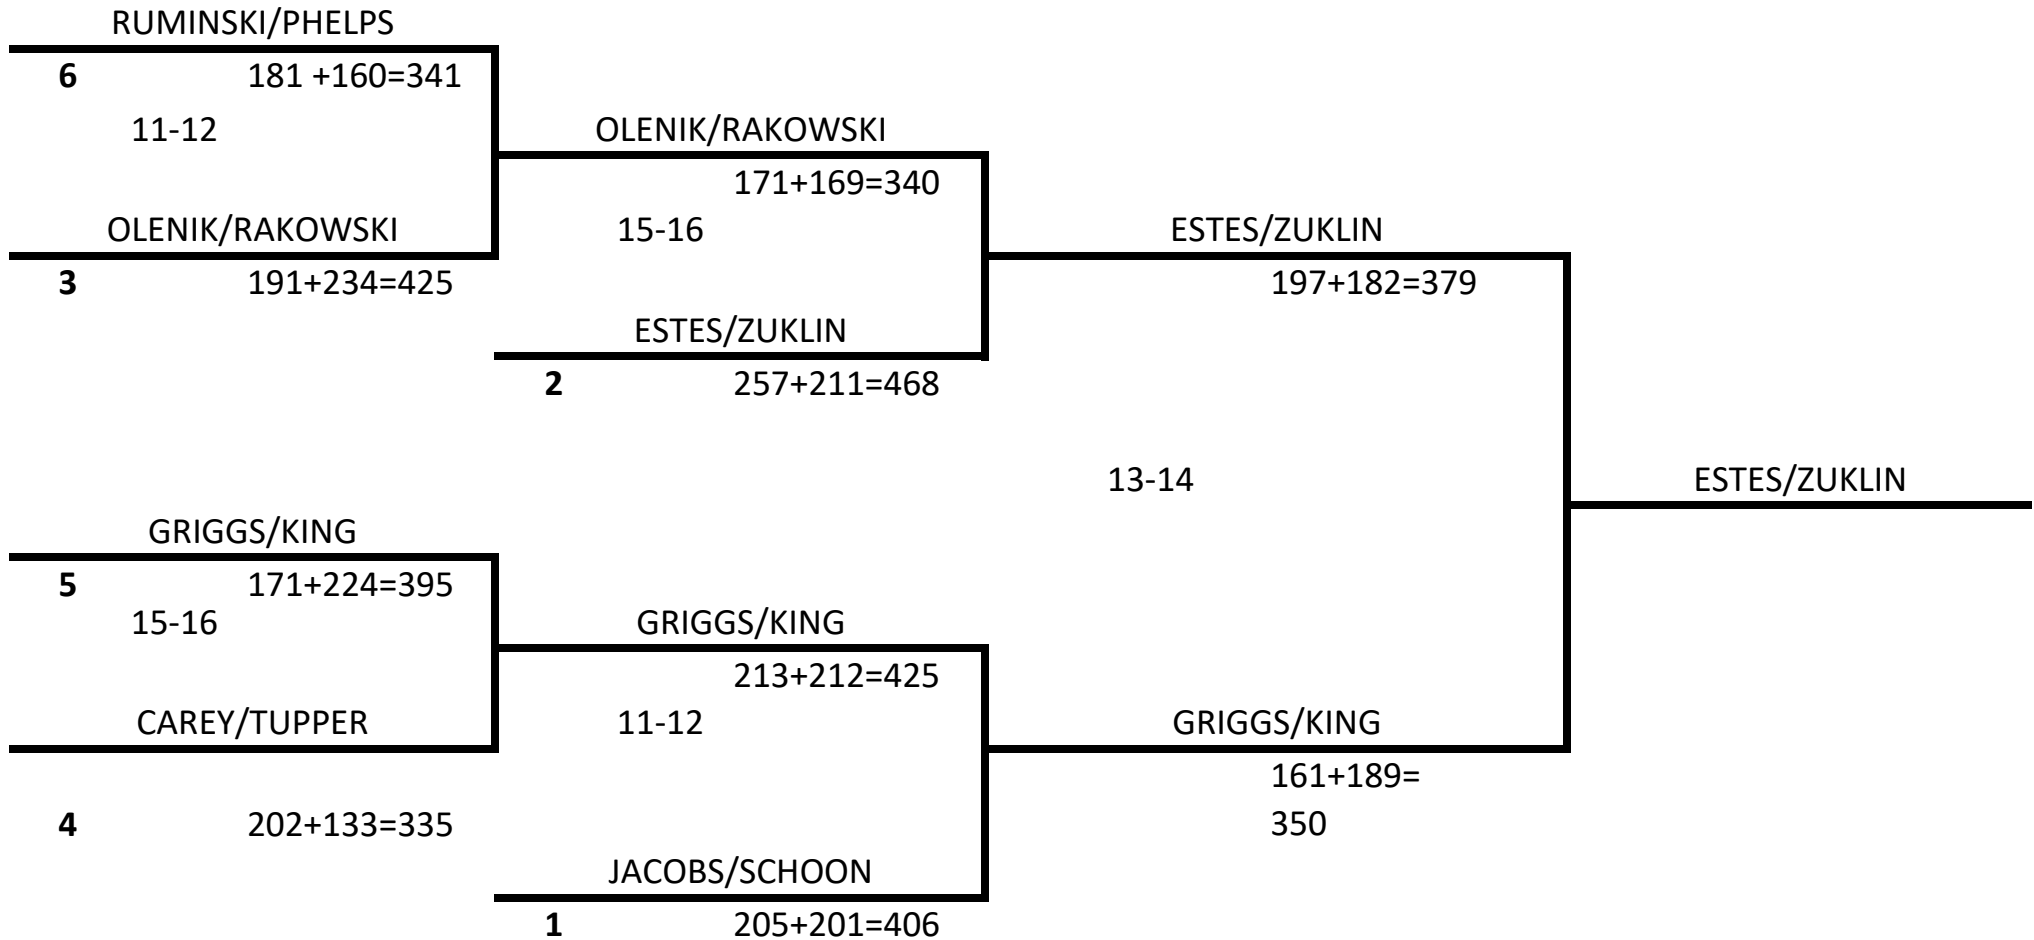 RUMINSKI/PHELPS
6 181 +160=341
11-12
OLENIK/RAKOWSKI
171+169=340
OLENIK/RAKOWSKI
15-16
ESTES/ZUKLIN
3 191+234=425
197+182=379
ESTES/ZUKLIN
2 257+211=468
13-14
ESTES/ZUKLIN
GRIGGS/KING
5 171+224=395
15-16
GRIGGS/KING
213+212=425
CAREY/TUPPER
11-12
GRIGGS/KING
161+189=
4 202+133=335
350
JACOBS/SCHOON
1 205+201=406